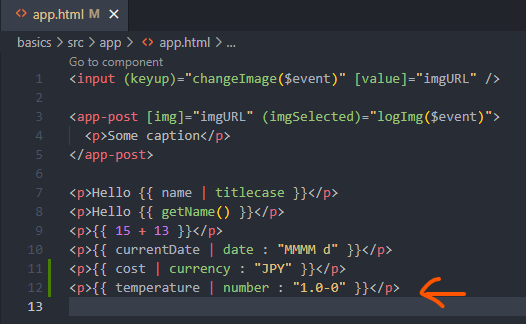 <> app.html M X
basics > src > app > <> app.html > ...
Go to component
1 <input (keyup)="changeImage($event)" [value]="imgURL" />
2
3 <app-post [img]="imgURL" (imgSelected)="logImg($event)">
4 <p>Some caption</p>
5 </app-post>
6
7 <p>Hello {{ name | titlecase }}</p>
8 <p>Hello {{ getName() }}</p>
9 <p>{{ 15 + 13 }}</p>
10 <p>{{ currentDate | date : "MMMM d" }}</p>
11 <p>{{ cost | currency : "JPY" }}</p>
12 <p>{{ temperature | number : "1.0-0" }}</p>
13